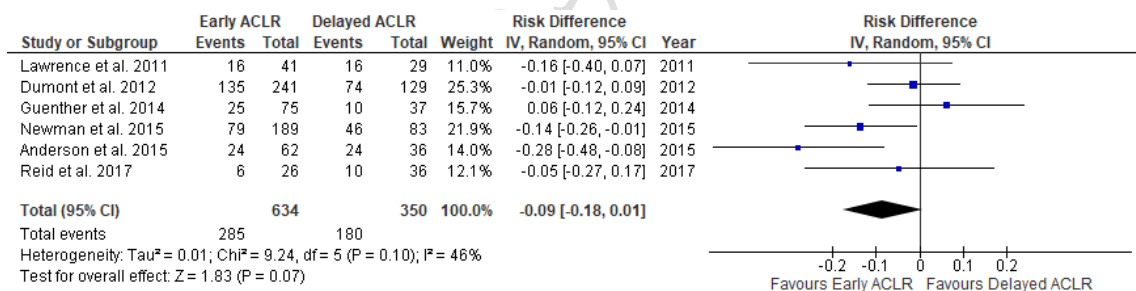 Early ACLR Delayed ACLR Risk Difference Risk Difference
Study or Subgroup Events Total Events Total Weight IV, Random, 95% CI Year IV, Random, 95% CI
Lawrence et al. 2011 16 41 16 29 11.0% -0.16 [-0.40, 0.07] 2011
Dumont et al. 2012 135 241 74 129 25.3% -0.01 [-0.12, 0.09] 2012
Guenther et al. 2014 25 75 10 37 15.8% 0.06 [-0.12, 0.24] 2014
Newman et al. 2015 79 189 46 83 21.9% -0.14 [-0.26, -0.01] 2015
Anderson et al. 2015 24 62 24 36 14.0% -0.28 [-0.48, -0.08] 2015
Reid et al. 2017 6 26 10 36 12.1% -0.05 [-0.27, 0.17] 2017
Total (95% CI) 634 350 100.0% -0.09 [-0.18, 0.01]
Total events 285 180
Heterogeneity: Tau² = 0.01; Chi² = 9.24, df = 5 (P = 0.10); I² = 46%
Test for overall effect: Z = 1.83 (P = 0.07)
-0.2 -0.1 0 0.1 0.2
Favours Early ACLR Favours Delayed ACLR